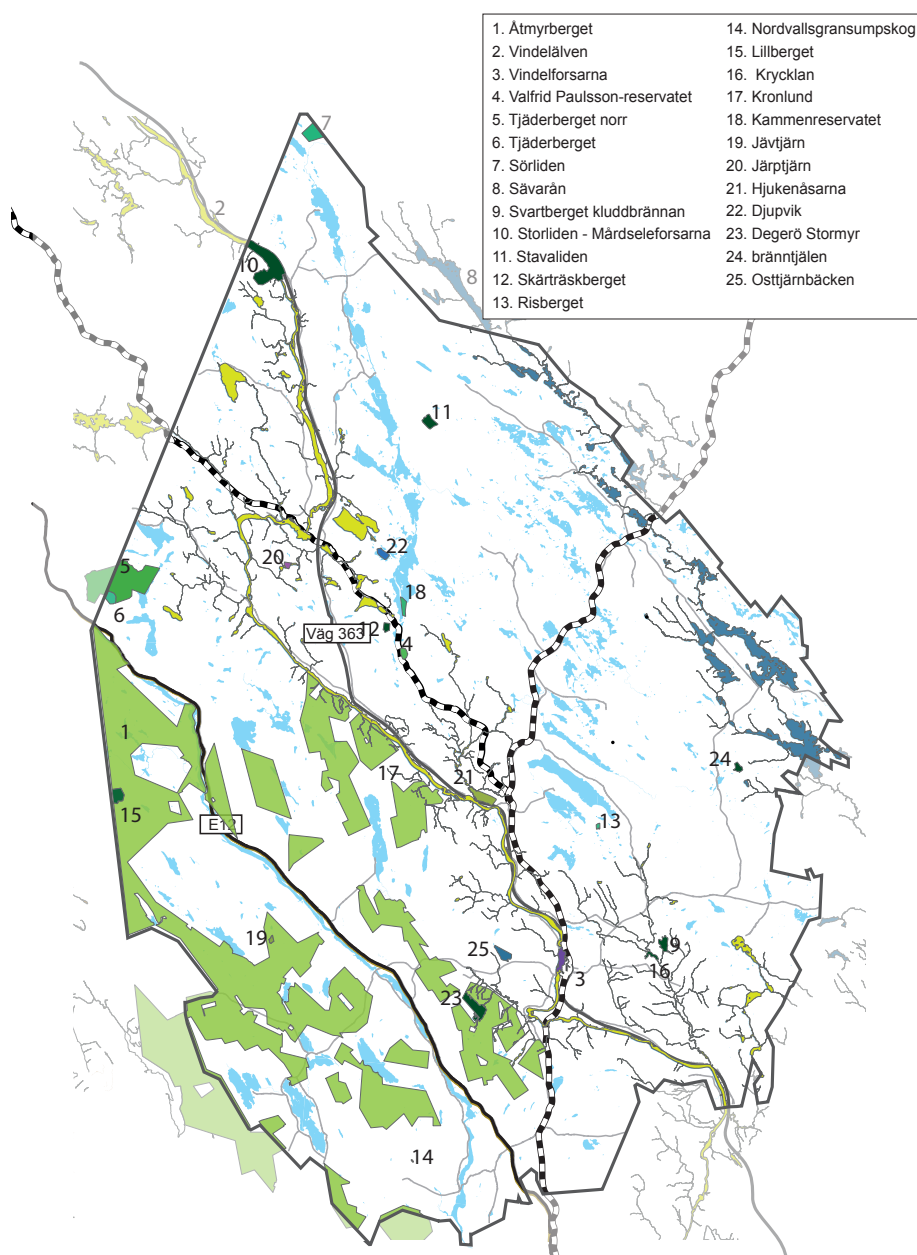 1. Åtmyrberget
2. Vindelälven
3. Vindelforsarna
4. Valfrid Paulsson-reservatet
5. Tjäderberget norr
6. Tjäderberget
7. Sörliden
8. Sävarån
9. Svartberget kluddbrännan
10. Storliden - Mårdseleforsarna
11. Stavaliden
12. Skärträskberget
13. Risberget
14. Nordvallsgransumpskog
15. Lillberget
16. Krycklan
17. Kronlund
18. Kammenreservatet
19. Jävtjärn
20. Järptjärn
21. Hjukenåsarna
22. Djupvik
23. Degerö Stormyr
24. bränntjälen
25. Osttjärnbäcken
7
2
10
8
11
22
20
5
6
18
12
Väg 363
4
1
24
17
21
15
13
E12
19
25
9
16
3
23
14